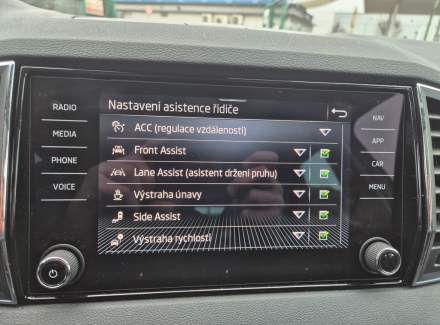 RADIO
MEDIA
PHONE
VOICE
Nastavení asistence řidiče
ACC (regulace vzdálenosti)
Front Assist
Lane Assist (asistent držení pruhu)
Výstraha únavy
Side Assist
Výstraha rychlosti
NAV
APP
CAR
MENU